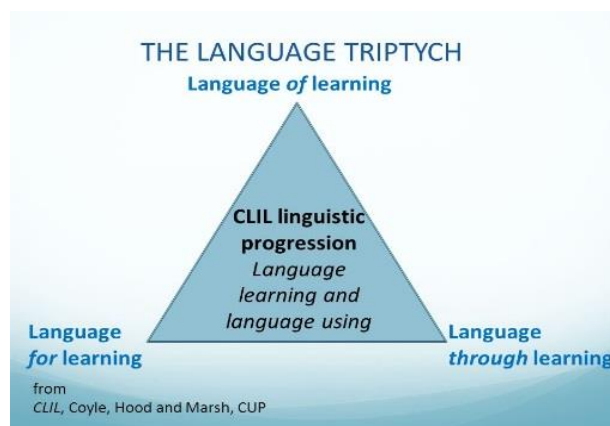 THE LANGUAGE TRIPTYCH
Language of learning
CLIL linguistic
progression
Language
learning and
language using
Language
for learning
Language
through learning
from
CLIL, Coyle, Hood and Marsh, CUP